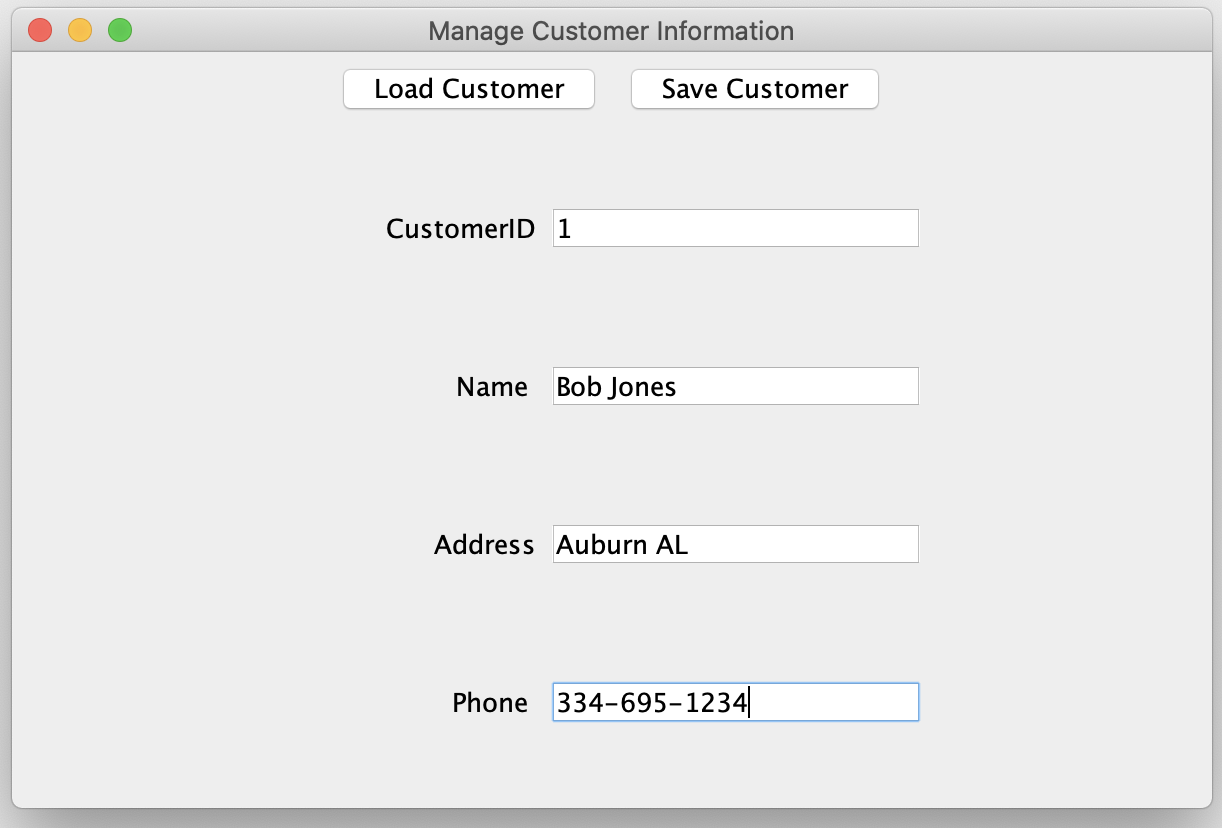 Manage Customer Information
Load Customer Save Customer
CustomerID 1
Name Bob Jones
Address Auburn AL
Phone 334-695-1234